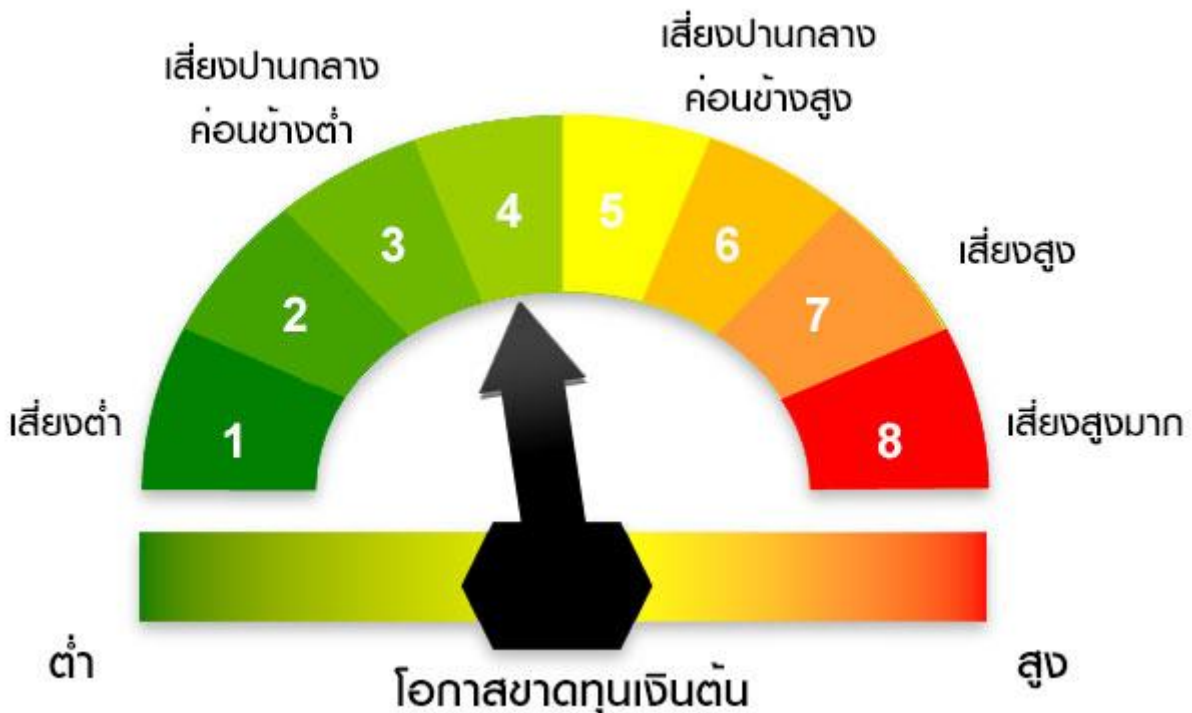 เสี่ยงปานกลาง
ค่อนข้างต่ำ
เสี่ยงปานกลาง
ค่อนข้างสูง
เสี่ยงต่ำ
1
2
3
4
5
6
7
8
เสี่ยงสูง
เสี่ยงสูงมาก
ต่ำ
โอกาสขาดทุนเงินต้น
สูง